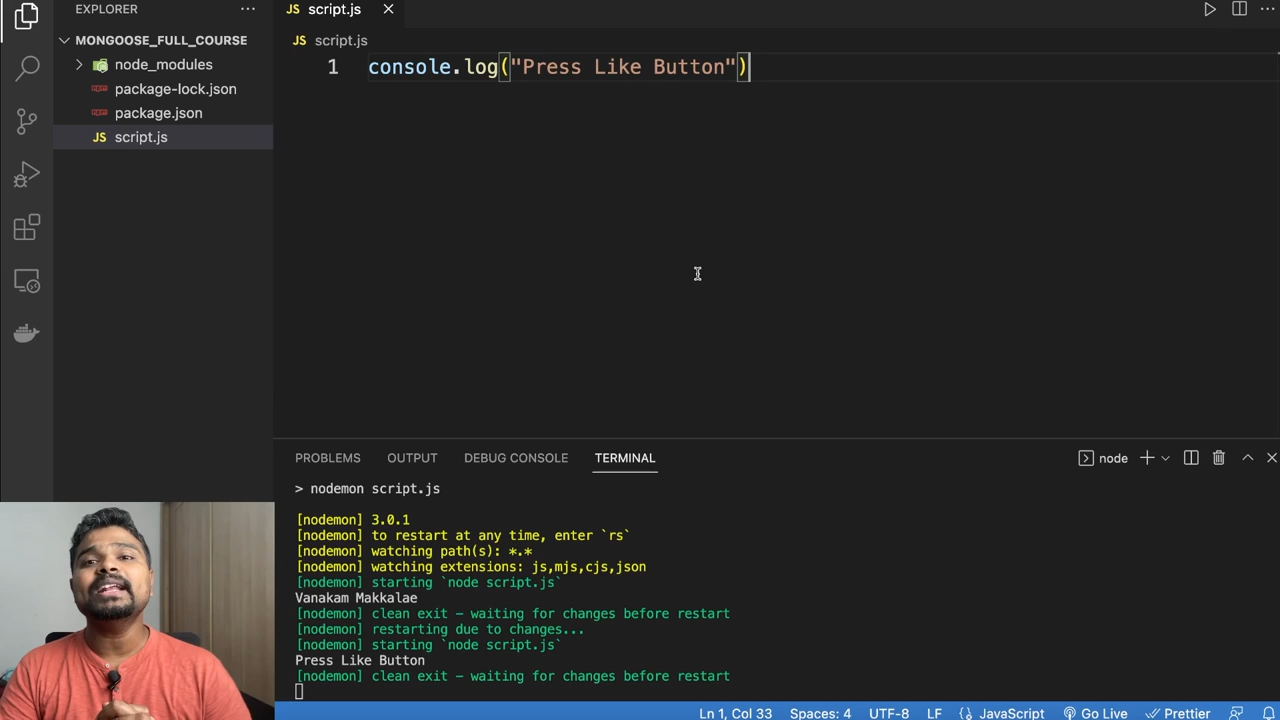 EXPLORER
MONGOOSE_FULL_COURSE
node_modules
package-lock.json
package.json
JS script.js
JS script.js
JS script.js
1 console.log("Press Like Button")
PROBLEMS OUTPUT DEBUG CONSOLE TERMINAL
node
> nodemon script.js
[nodemon] 3.0.1
[nodemon] to restart at any time, enter `rs`
[nodemon] watching path(s): *.*
[nodemon] watching extensions: js,mjs,cjs,json
[nodemon] starting `node script.js`
Vanakam Makkalae
[nodemon] clean exit - waiting for changes before restart
[nodemon] restarting due to changes...
[nodemon] starting `node script.js`
Press Like Button
[nodemon] clean exit - waiting for changes before restart
Ln 1, Col 33 Spaces: 4 UTF-8 LF {} JavaScript Go Live Prettier